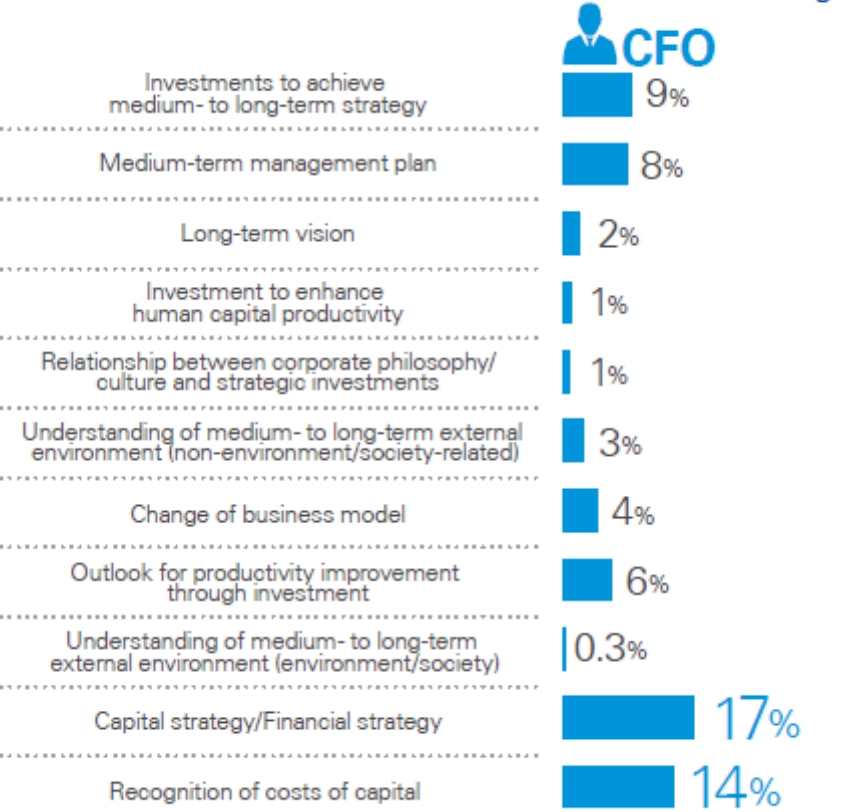 CFO
Investments to achieve
medium- to long-term strategy
9%
Medium-term management plan
8%
Long-term vision
2%
Investment to enhance
human capital productivity
1%
Relationship between corporate philosophy/
culture and strategic investments
1%
Understanding of medium- to long-term external
environment (non-environment/society-related)
3%
Change of business model
4%
Outlook for productivity improvement
through investment
6%
Understanding of medium- to long-term
external environment (environment/society)
0.3%
Capital strategy/Financial strategy
17%
Recognition of costs of capital
14%